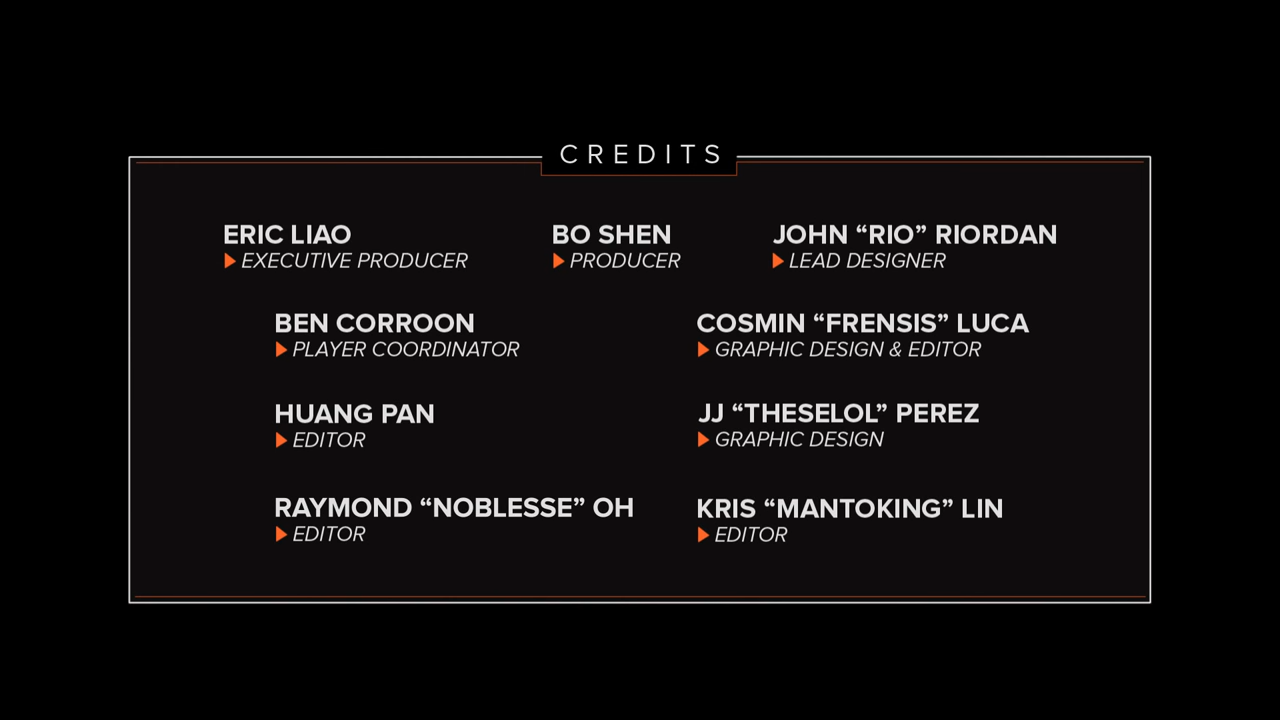 CREDITS
ERIC LIAO
EXECUTIVE PRODUCER
BO SHEN
PRODUCER
JOHN “RIO” RIORDAN
LEAD DESIGNER
BEN CORROON
PLAYER COORDINATOR
COSMIN “FRENSIS” LUCA
GRAPHIC DESIGN & EDITOR
HUANG PAN
EDITOR
JJ “THESELOL” PEREZ
GRAPHIC DESIGN
RAYMOND “NOBLESSE” OH
EDITOR
KRIS “MANTOKING” LIN
EDITOR